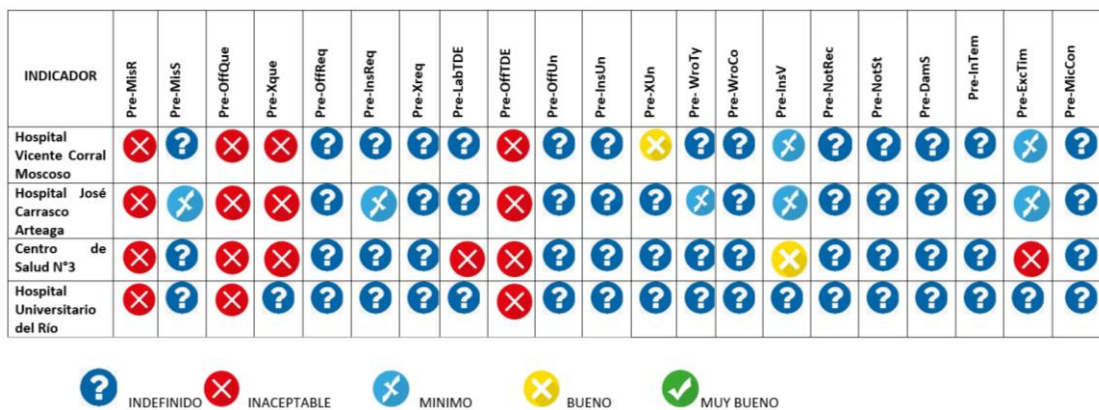 INDICADOR
Pre-MisR
Pre-MisS
Pre-OffQue
Pre-Xque
Pre-OffReq
Pre-InsReq
Pre-Xreq
Pre-LabTDE
Pre-OffTDE
Pre-OffUn
Pre-InsUn
Pre-XUn
Pre- WroTy
Pre-WroCo
Pre-InsV
Pre-NotRec
Pre-NotSt
Pre-DamS
Pre-InTem
Pre-ExcTim
Pre-MicCon
Hospital
Vicente Corral
Moscoso
Hospital José
Carrasco
Arteaga
Centro de
Salud N°3
Hospital
Universitario
del Río
INDEFINIDO INACEPTABLE MINIMO BUENO MUY BUENO